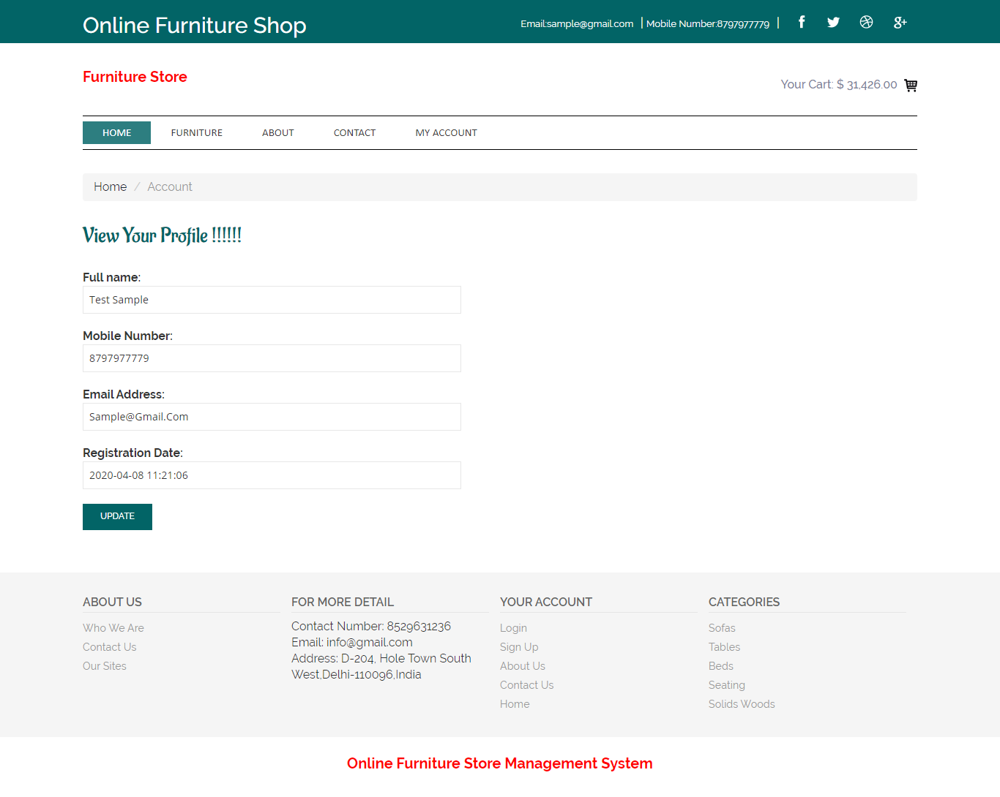 Online Furniture Shop
Email:sample@gmail.com | Mobile Number:8797977779 |
Furniture Store
Your Cart: $ 31,426.00
HOME FURNITURE ABOUT CONTACT MY ACCOUNT
Home / Account
View Your Profile !!!!!!
Full name:
Test Sample
Mobile Number:
8797977779
Email Address:
Sample@Gmail.Com
Registration Date:
2020-04-08 11:21:06
UPDATE
ABOUT US
Who We Are
Contact Us
Our Sites
FOR MORE DETAIL
Contact Number: 8529631236
Email: info@gmail.com
Address: D-204, Hole Town South
West,Delhi-110096,India
YOUR ACCOUNT
Login
Sign Up
About Us
Contact Us
Home
CATEGORIES
Sofas
Tables
Beds
Seating
Solids Woods
Online Furniture Store Management System